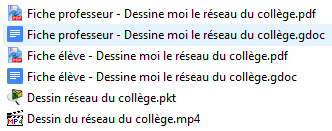 Fiche professeur - Dessine moi le réseau du collège.pdf
Fiche professeur - Dessine moi le réseau du collège.gdoc
Fiche élève - Dessine moi le réseau du collège.pdf
Fiche élève - Dessine moi le réseau du collège.gdoc
Dessin réseau du collège.pkt
MP4 Dessin du réseau du collège.mp4